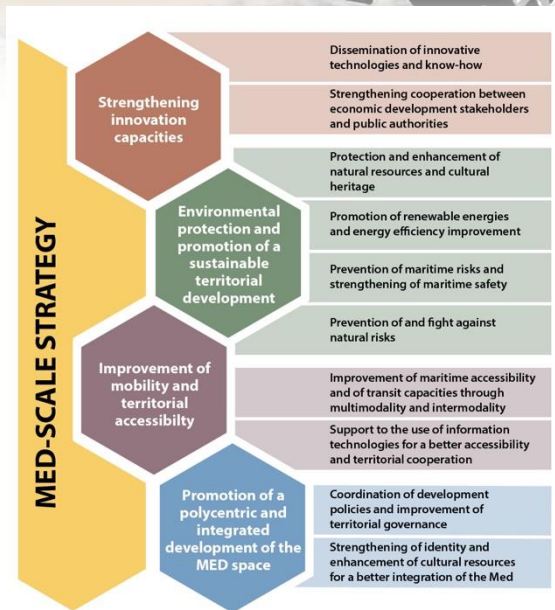 MED-SCALE STRATEGY
Strengthening
innovation
capacities
Dissemination of innovative
technologies and know-how
Strengthening cooperation between
economic development stakeholders
and public authorities
Environmental
protection and
promotion of a
sustainable
territorial
development
Protection and enhancement of
natural resources and cultural
heritage
Promotion of renewable energies
and energy efficiency improvement
Prevention of maritime risks and
strengthening of maritime safety
Prevention of and fight against
natural risks
Improvement of
mobility and
territorial
accessibilty
Improvement of maritime accessibility
and of transit capacities through
multimodality and intermodality
Support to the use of information
technologies for a better accessibility
and territorial cooperation
Promotion of a
polycentric and
integrated
development of the
MED space
Coordination of development
policies and improvement of
territorial governance
Strengthening of identity and
enhancement of cultural resources
for a better integration of the Med